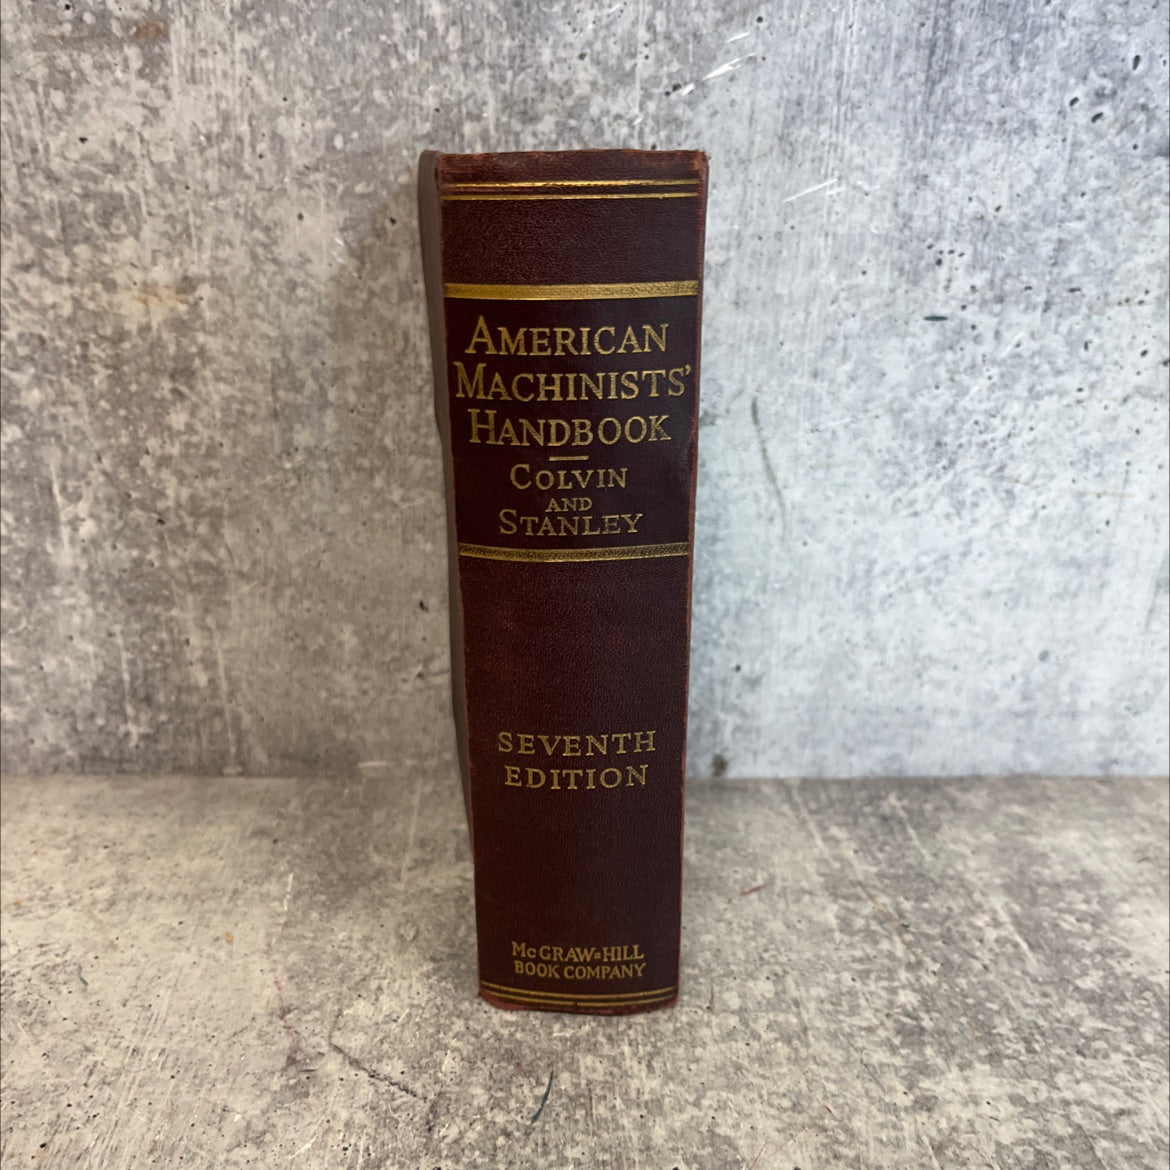 AMERICAN
MACHINISTS'
HANDBOOK
COLVIN
AND
STANLEY
SEVENTH
EDITION
McGRAW-HILL
BOOK COMPANY